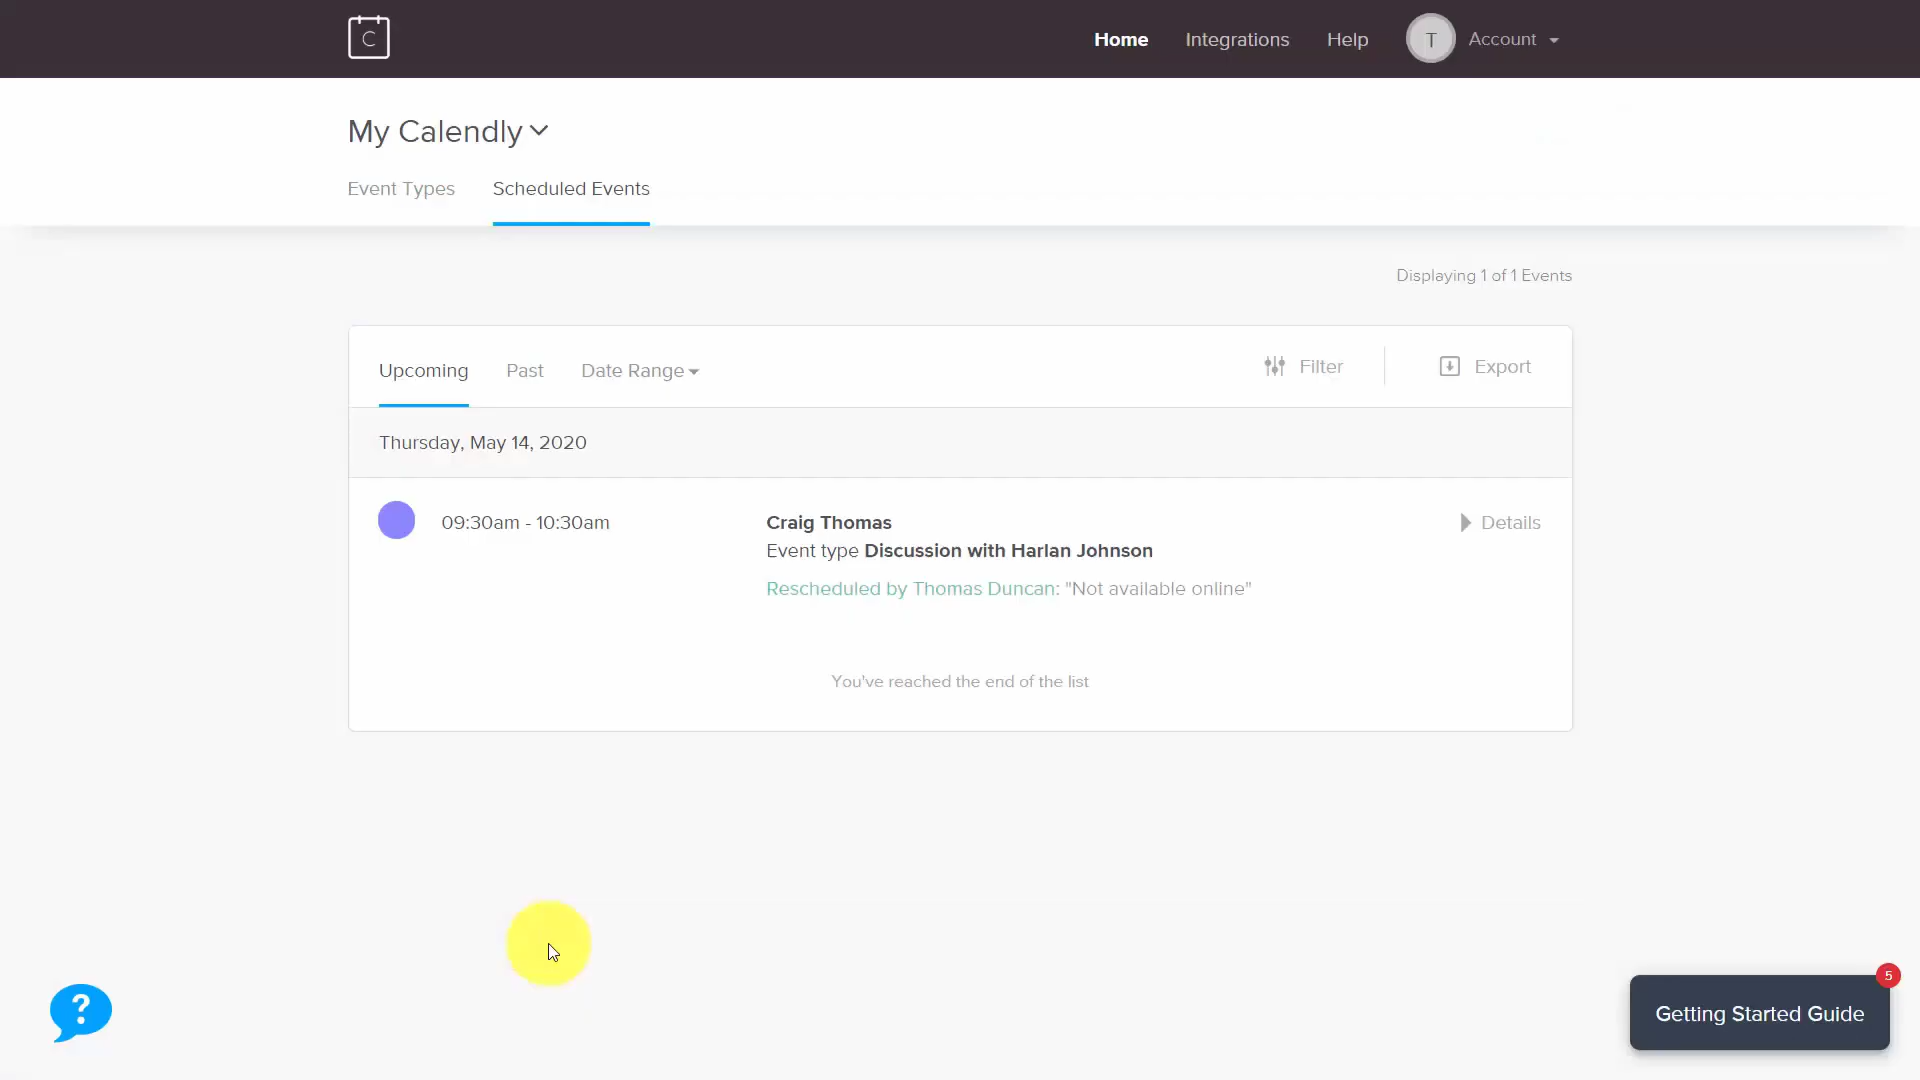 C
Home
Integrations
Help
T
Account
My Calendly
Event Types
Scheduled Events
Displaying 1 of 1 Events
Upcoming
Past
Date Range
Filter
Export
Thursday, May 14, 2020
09:30am - 10:30am
Craig Thomas
Details
Event type Discussion with Harlan Johnson
Rescheduled by Thomas Duncan: "Not available online"
You've reached the end of the list
?
5
Getting Started Guide